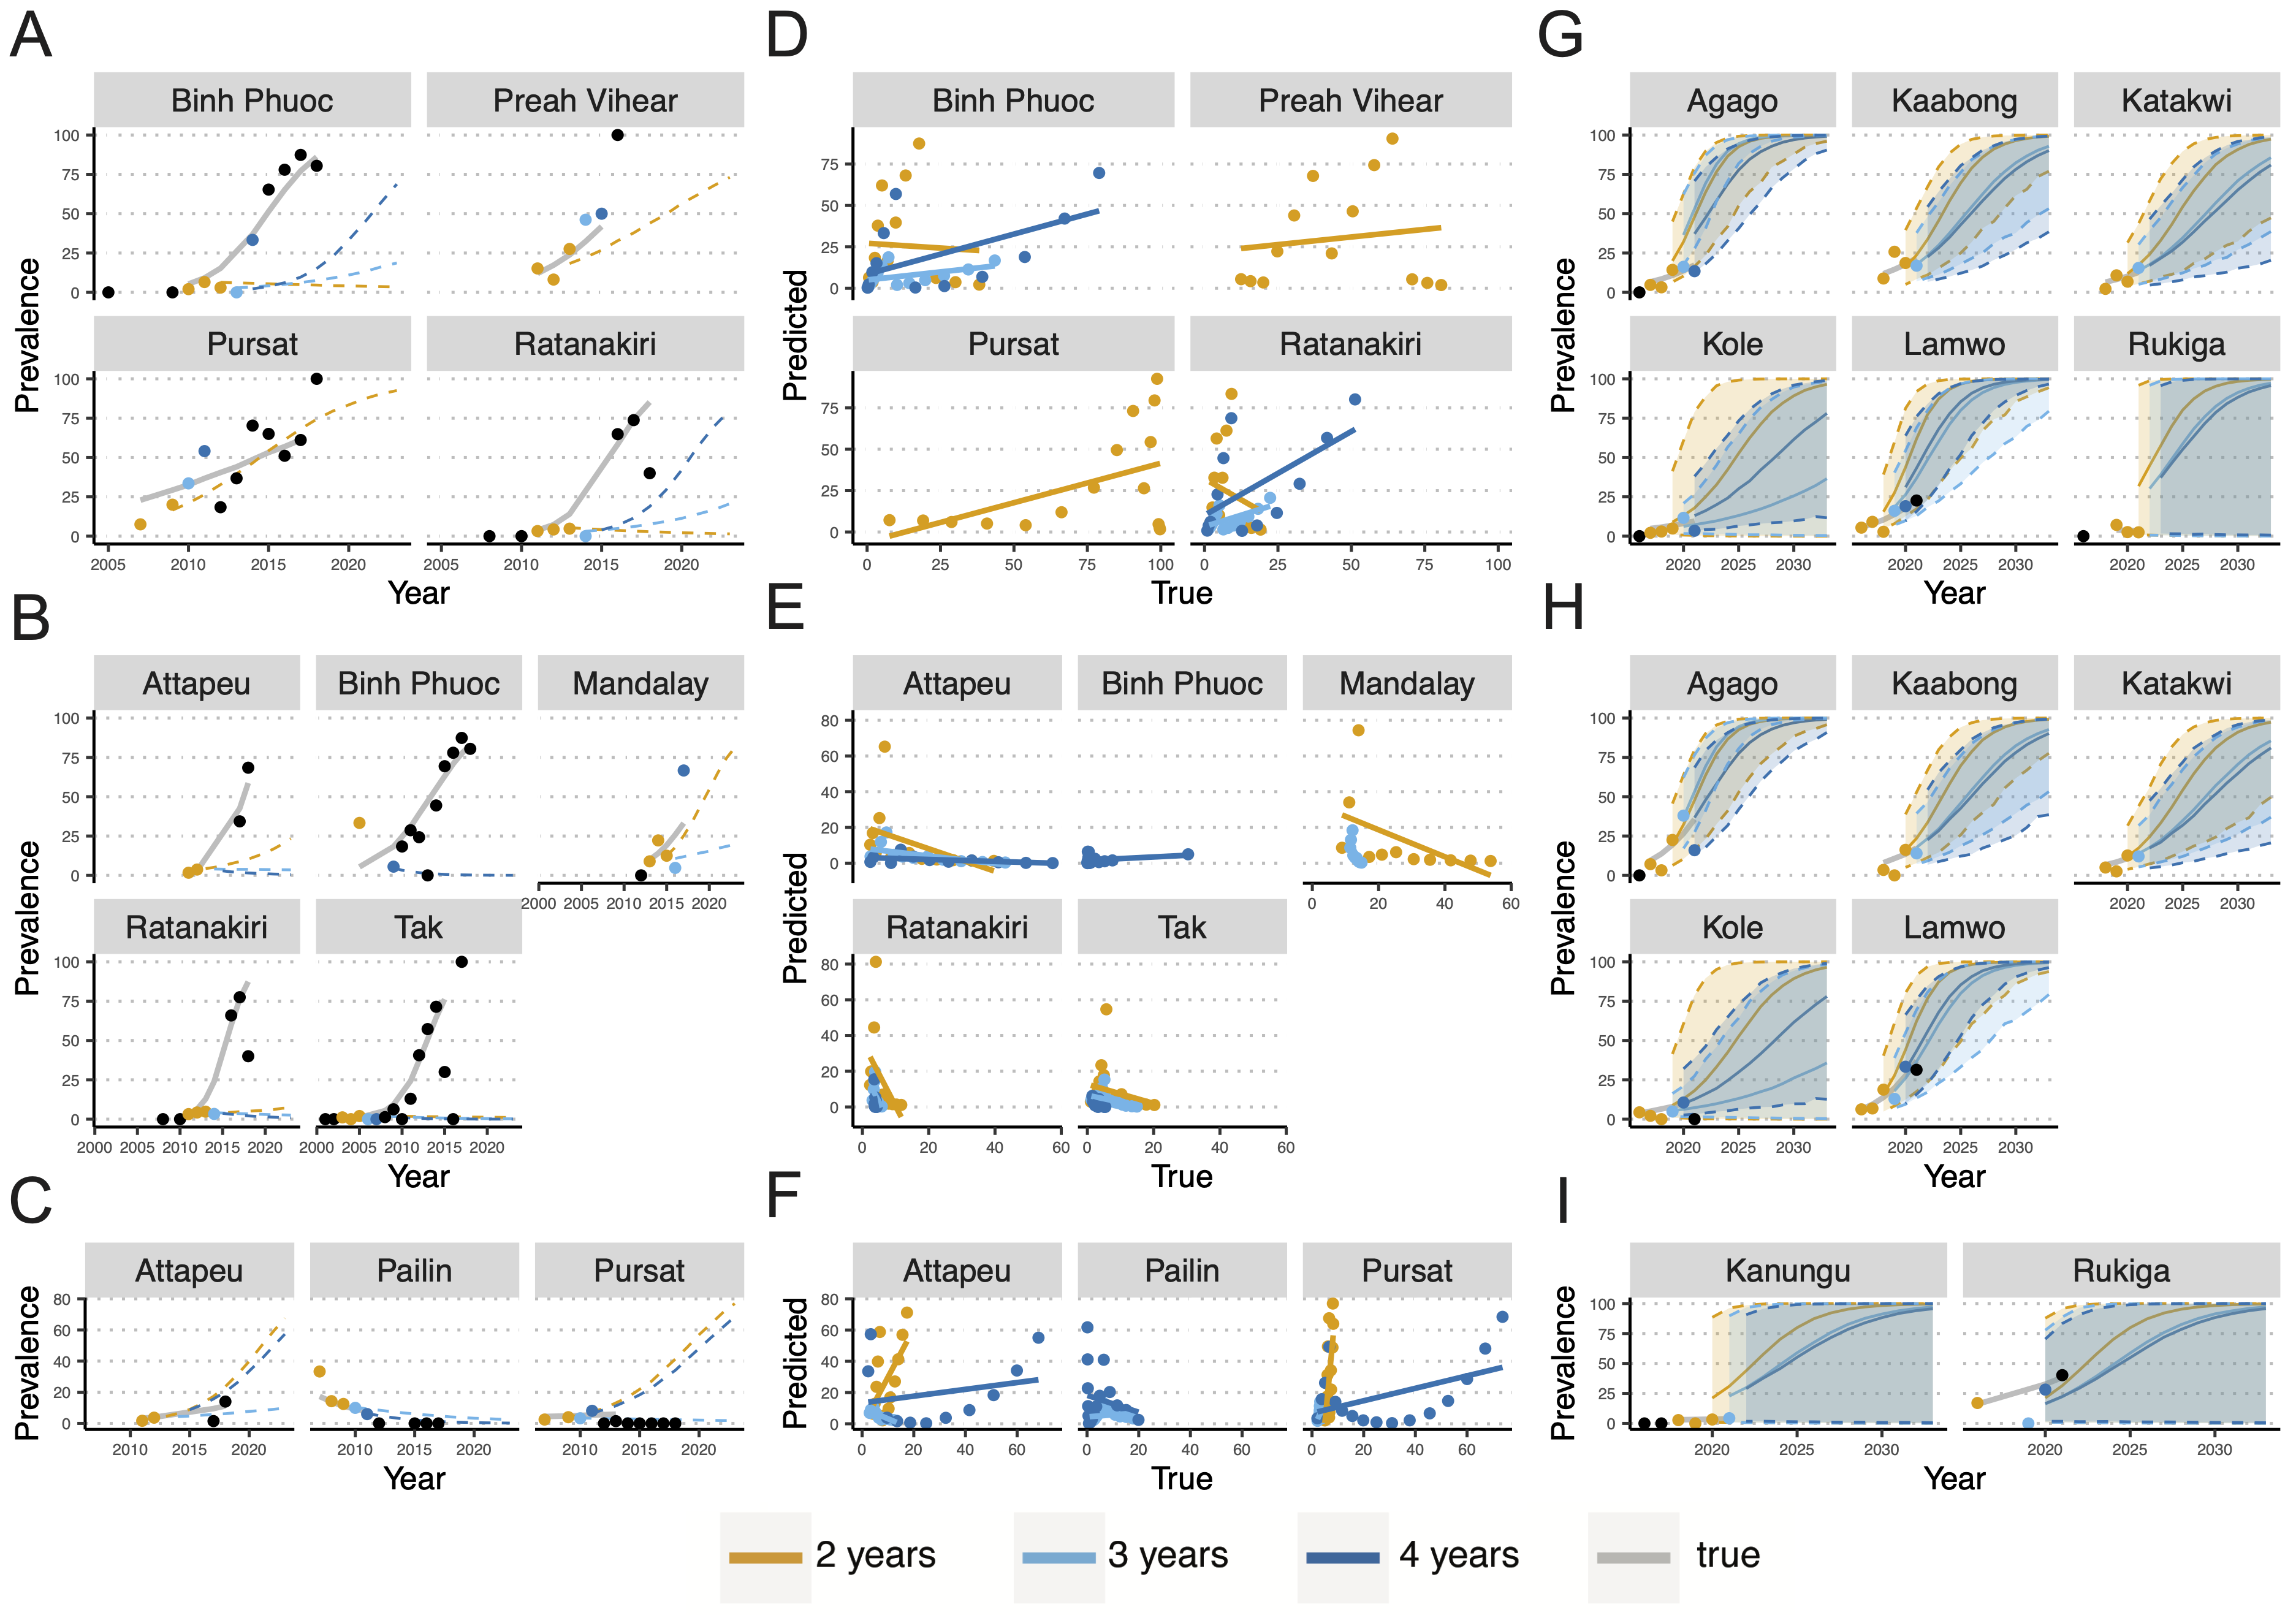 A
Binh Phuoc
Preah Vihear
100
75
50
25
0
Pursat
Ratanakiri
100
75
50
25
0
2005 2010 2015 2020
2005 2010 2015 2020
Prevalence
Year
B
Attapeu
Binh Phuoc
Mandalay
100
75
50
25
0
2000 2005 2010 2015 2020
Ratanakiri
Tak
100
75
50
25
0
2000 2005 2010 2015 2020
2000 2005 2010 2015 2020
Prevalence
Year
C
Attapeu
Pailin
Pursat
80
60
40
20
0
2010 2015 2020
2010 2015 2020
2010 2015 2020
Prevalence
Year
D
Binh Phuoc
Preah Vihear
75
50
25
0
Pursat
Ratanakiri
75
50
25
0
0 25 50 75 100
0 25 50 75 100
Predicted
True
E
Attapeu
Binh Phuoc
Mandalay
80
60
40
20
0
0 20 40 60
Ratanakiri
Tak
80
60
40
20
0
0 20 40 60
0 20 40 60
Predicted
True
F
Attapeu
Pailin
Pursat
80
60
40
20
0
0 20 40 60
0 20 40 60
0 20 40 60
Predicted
True
G
Agago
Kaabong
Katakwi
100
75
50
25
0
Kole
Lamwo
Rukiga
100
75
50
25
0
2020 2025 2030
2020 2025 2030
2020 2025 2030
Prevalence
Year
H
Agago
Kaabong
Katakwi
100
75
50
25
0
2020 2025 2030
Kole
Lamwo
100
75
50
25
0
2020 2025 2030
2020 2025 2030
Prevalence
Year
I
Kanungu
Rukiga
100
75
50
25
0
2020 2025 2030
2020 2025 2030
Prevalence
Year
2 years
3 years
4 years
true